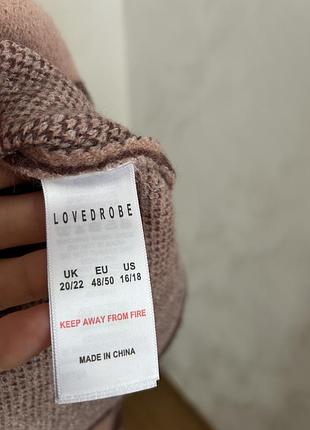 LOVEDROBE
UK EU US
20/22 48/50 16/18
KEEP AWAY FROM FIRE
MADE IN CHINA